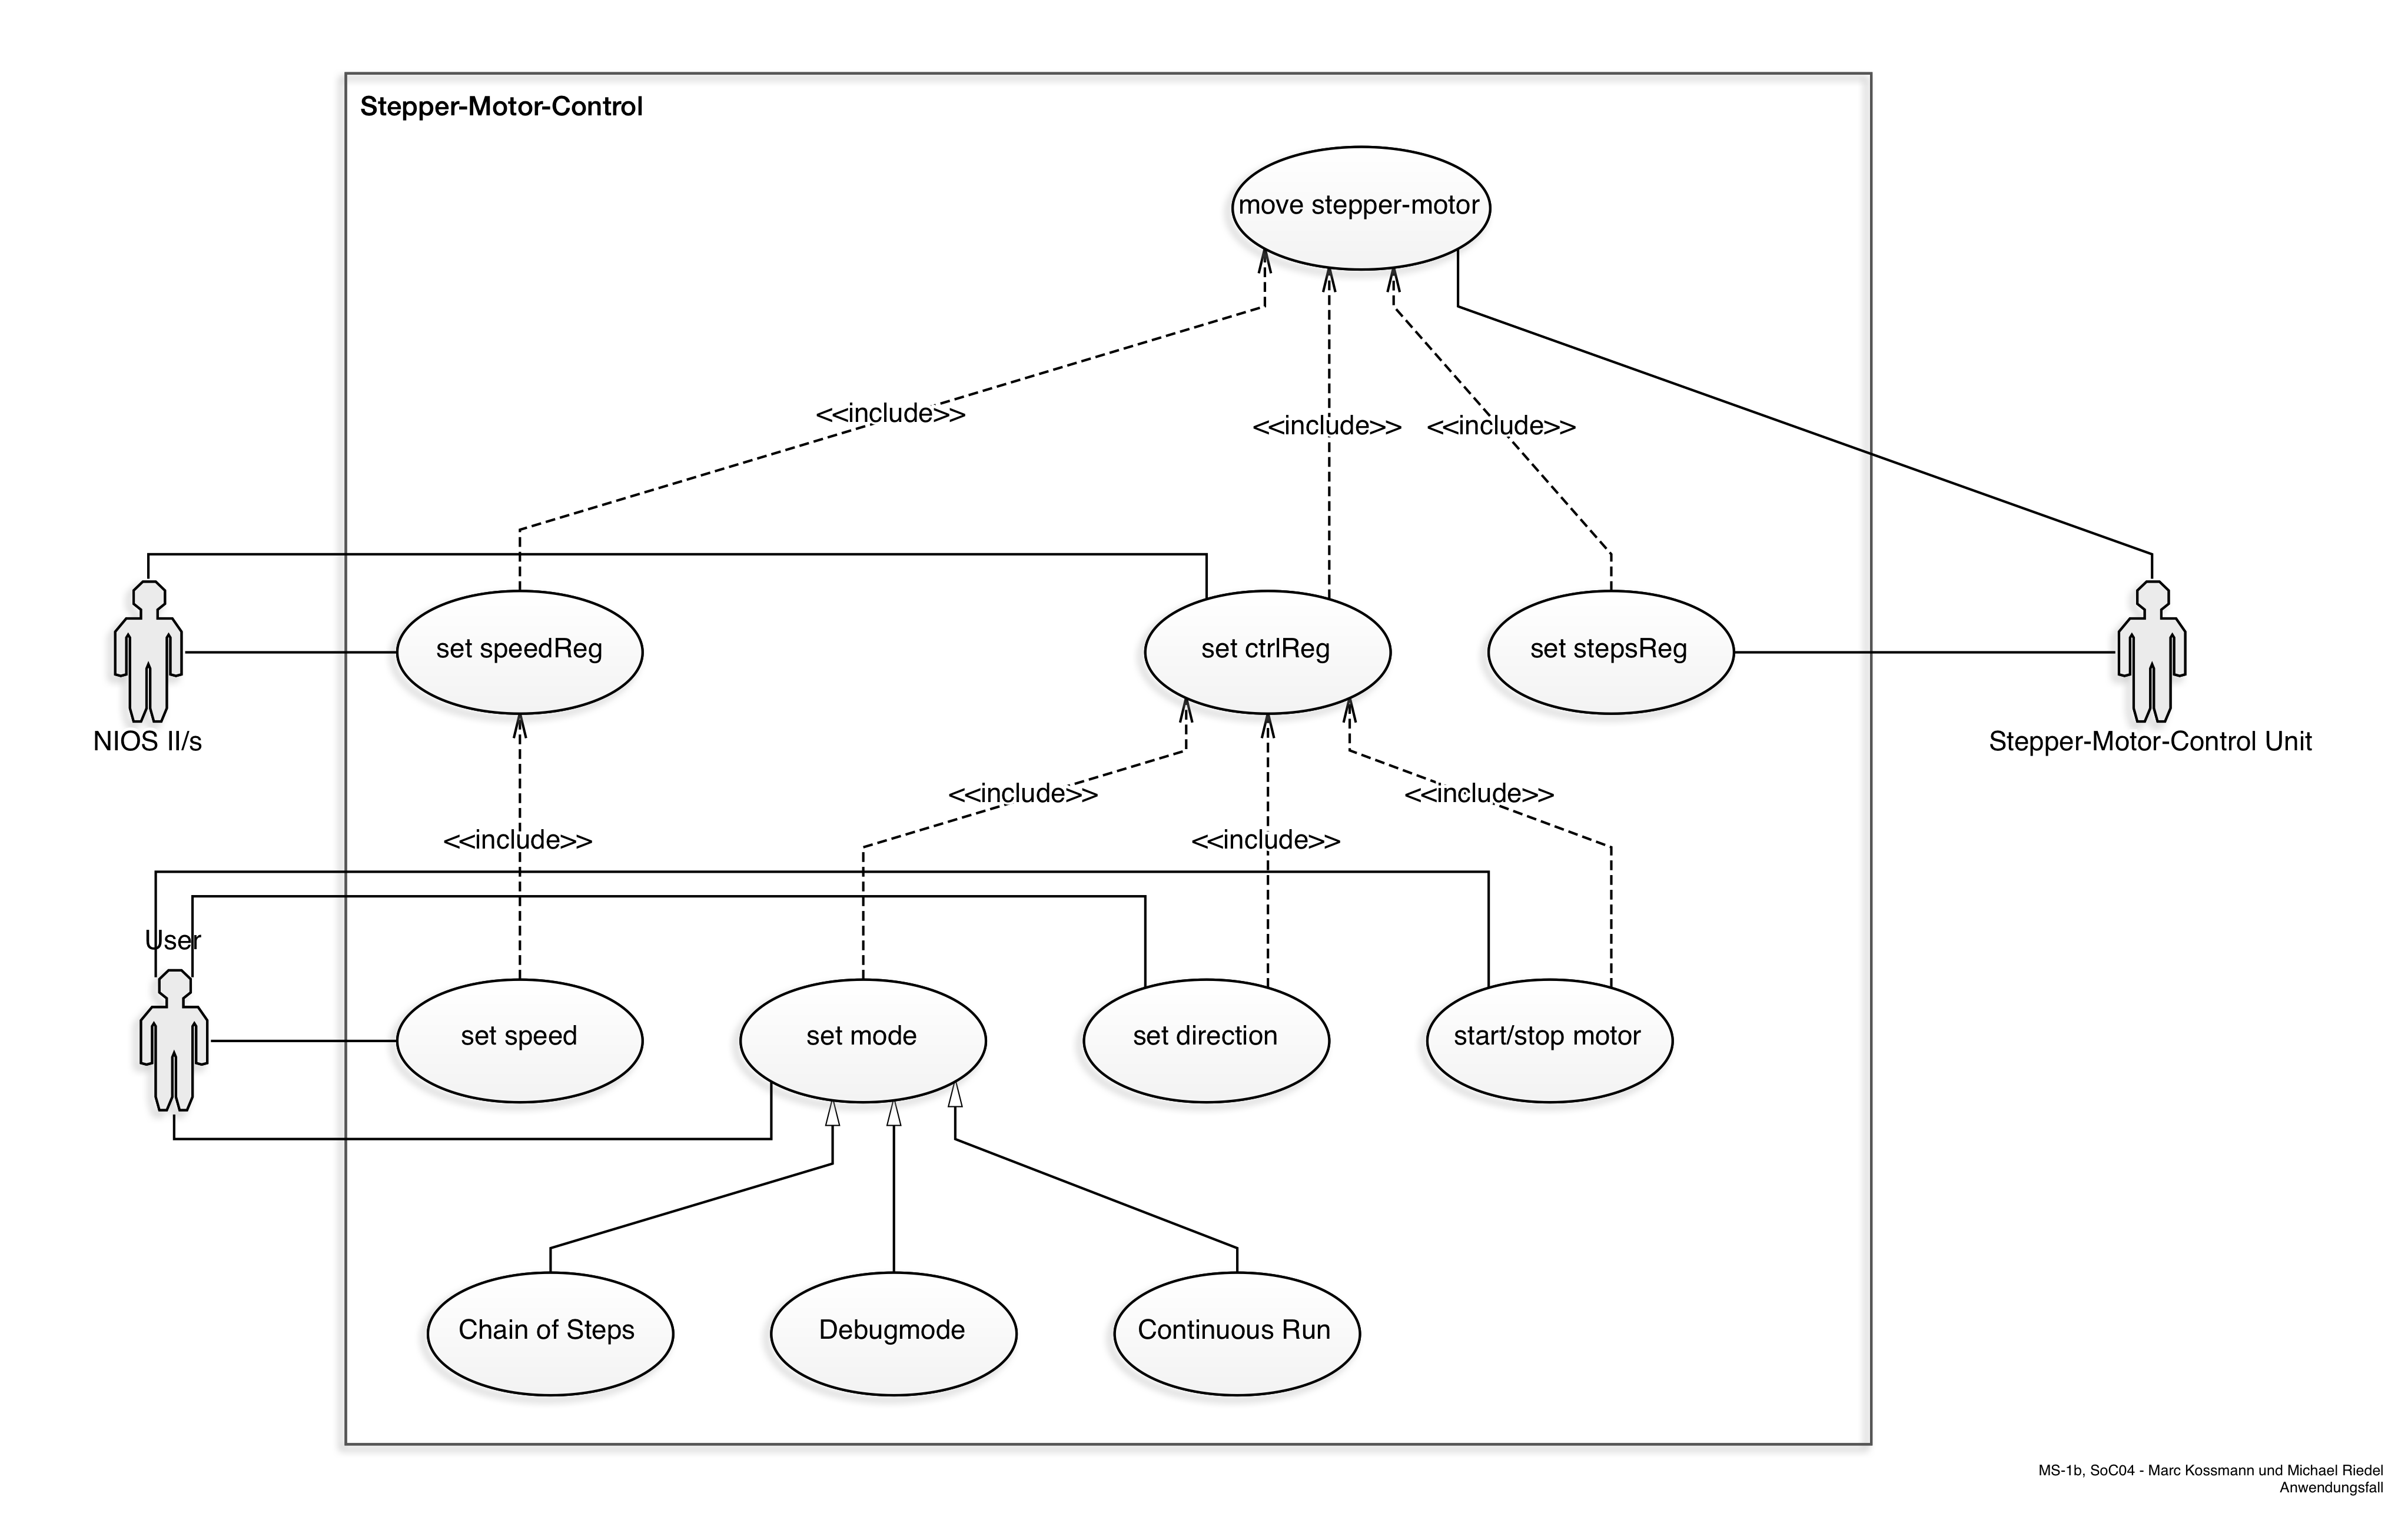 Stepper-Motor-Control
move stepper-motor
<<include>>
<<include>>
<<include>>
set speedReg
set ctrlReg
set stepsReg
NIOS II/s
Stepper-Motor-Control Unit
<<include>>
<<include>>
<<include>>
<<include>>
User
set speed
set mode
set direction
start/stop motor
Chain of Steps
Debugmode
Continuous Run
MS-1b, SoC04 - Marc Kossmann und Michael Riedel
Anwendungsfall